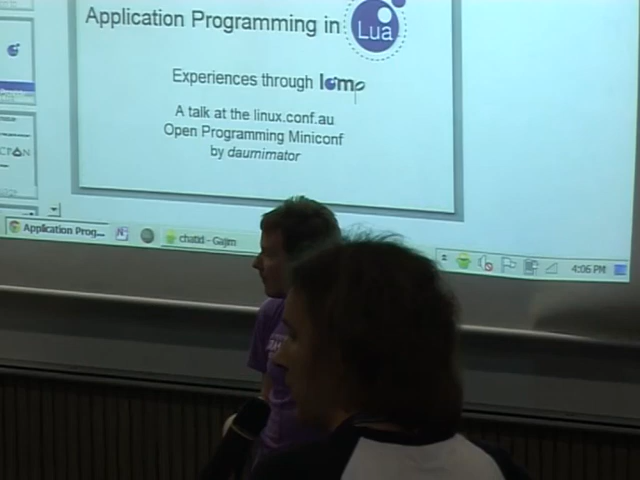 Application Programming in
Lua
Experiences through lomp
A talk at the linux.conf.au
Open Programming Miniconf
by daurnimator
Application Prog...
chatxl - Gajim
4:06 PM